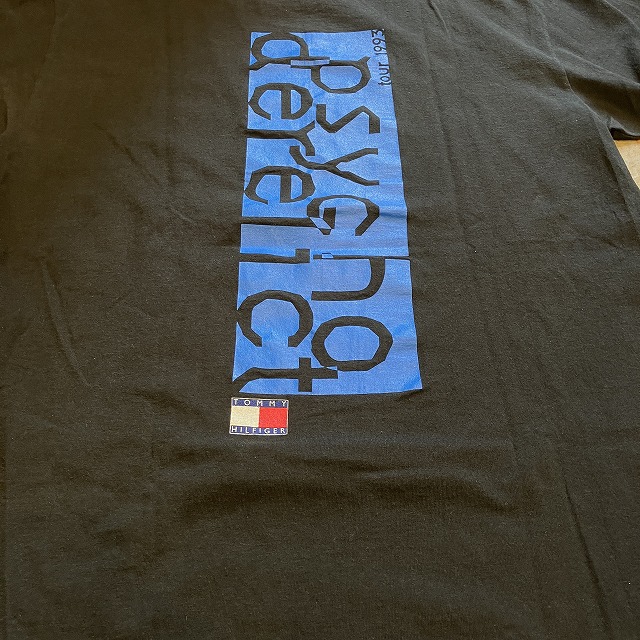 psycho
derelict
tour 1993
TOMMY
HILFIGER